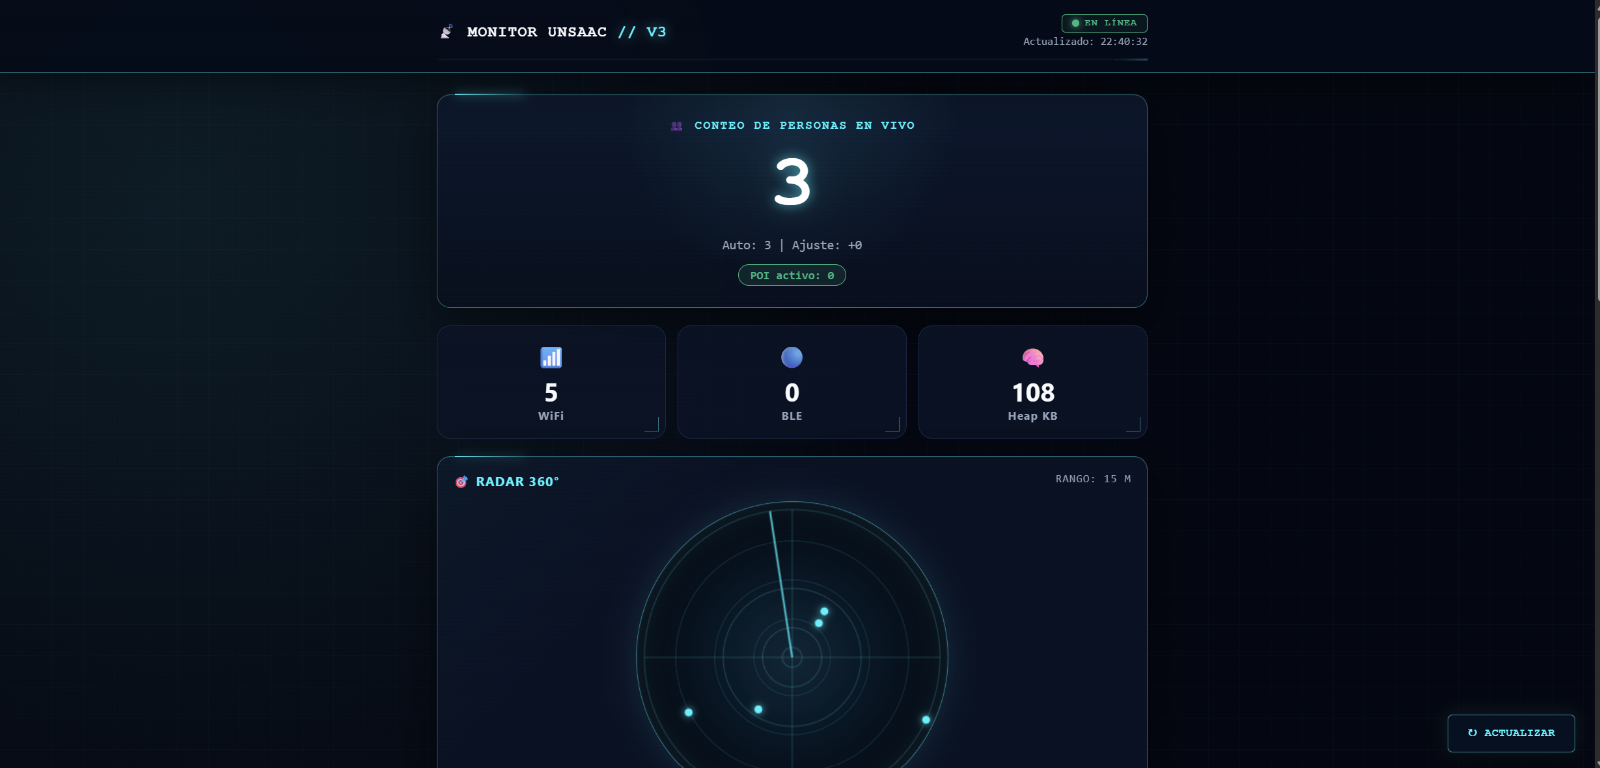 MONITOR UNSAAC // V3
EN LÍNEA
Actualizado: 22:40:32
CONTEO DE PERSONAS EN VIVO
3
Auto: 3 | Ajuste: +0
POI activo: 0
5
WiFi
0
BLE
108
Heap KB
RADAR 360°
RANGO: 15 M
↻ ACTUALIZAR